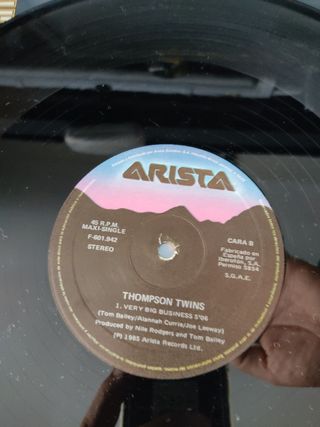 ARISTA
45 R.P.M.
MAXI-SINGLE
F-601.942
STEREO
CARA B
Fabricado en
España por
Iberofón, S.A.
Permiso 5834
S.G.A.E.
THOMPSON TWINS
1. VERY BIG BUSINESS 5'06
(Tom Bailey/Alannah Currie/Joe Leeway)
Produced by Nile Rodgers and Tom Bailey
℗ 1985 Arista Records Ltd.